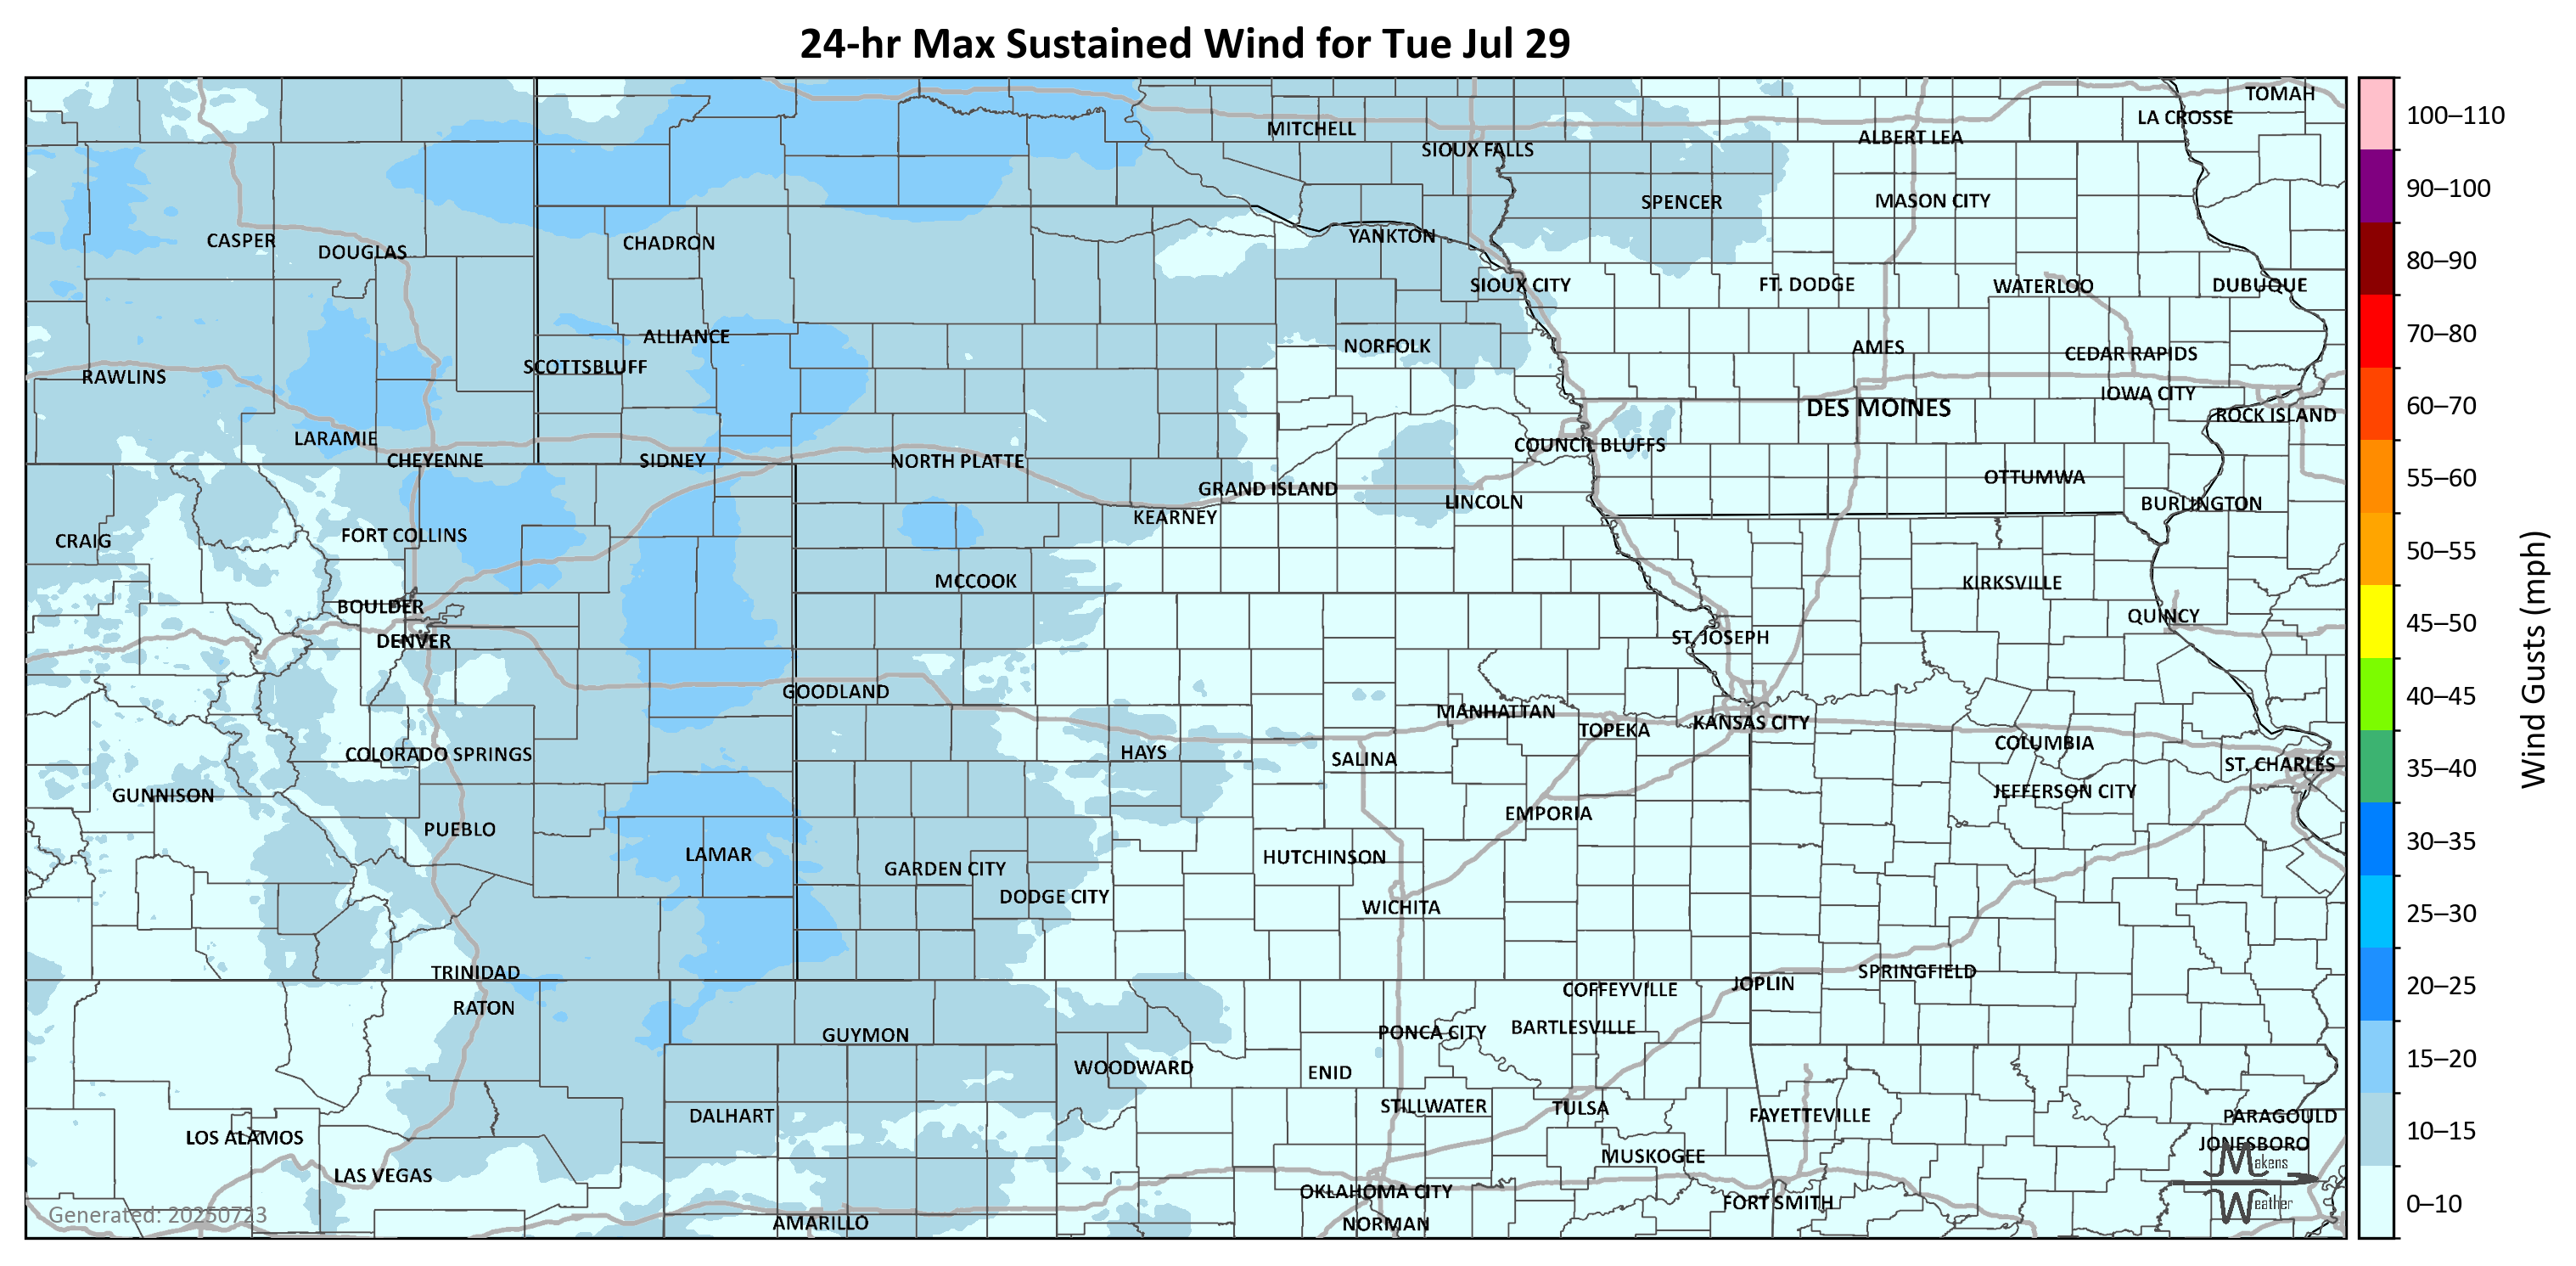 24-hr Max Sustained Wind for Tue Jul 29
TOMAH
LA CROSSE
MITCHELL
ALBERT LEA
SIOUX FALLS
SPENCER
MASON CITY
CASPER
DOUGLAS
CHADRON
YANKTON
SIOUX CITY
FT. DODGE
WATERLOO
DUBUQUE
ALLIANCE
NORFOLK
AMES
CEDAR RAPIDS
SCOTTSBLUFF
RAWLINS
IOWA CITY
DES MOINES
ROCK ISLAND
LARAMIE
COUNCIL BLUFFS
CHEYENNE
SIDNEY
NORTH PLATTE
OTTUMWA
GRAND ISLAND
LINCOLN
BURLINGTON
KEARNEY
CRAIG
FORT COLLINS
MCCOOK
KIRKSVILLE
BOULDER
QUINCY
DENVER
ST. JOSEPH
GOODLAND
MANHATTAN
TOPEKA
KANSAS CITY
COLUMBIA
COLORADO SPRINGS
HAYS
SALINA
ST. CHARLES
GUNNISON
JEFFERSON CITY
EMPORIA
PUEBLO
LAMAR
HUTCHINSON
GARDEN CITY
DODGE CITY
WICHITA
TRINIDAD
SPRINGFIELD
JOPLIN
COFFEYVILLE
RATON
GUYMON
PONCA CITY
BARTLESVILLE
WOODWARD
ENID
STILLWATER
TULSA
DALHART
FAYETTEVILLE
PARAGOULD
LOS ALAMOS
JONESBORO
MUSKOGEE
LAS VEGAS
OKLAHOMA CITY
FORT SMITH
AMARILLO
NORMAN
Generated: 20250723
Makens
Weather
100–110
90–100
80–90
70–80
60–70
55–60
50–55
45–50
40–45
35–40
30–35
25–30
20–25
15–20
10–15
0–10
Wind Gusts (mph)